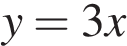 y = 3x